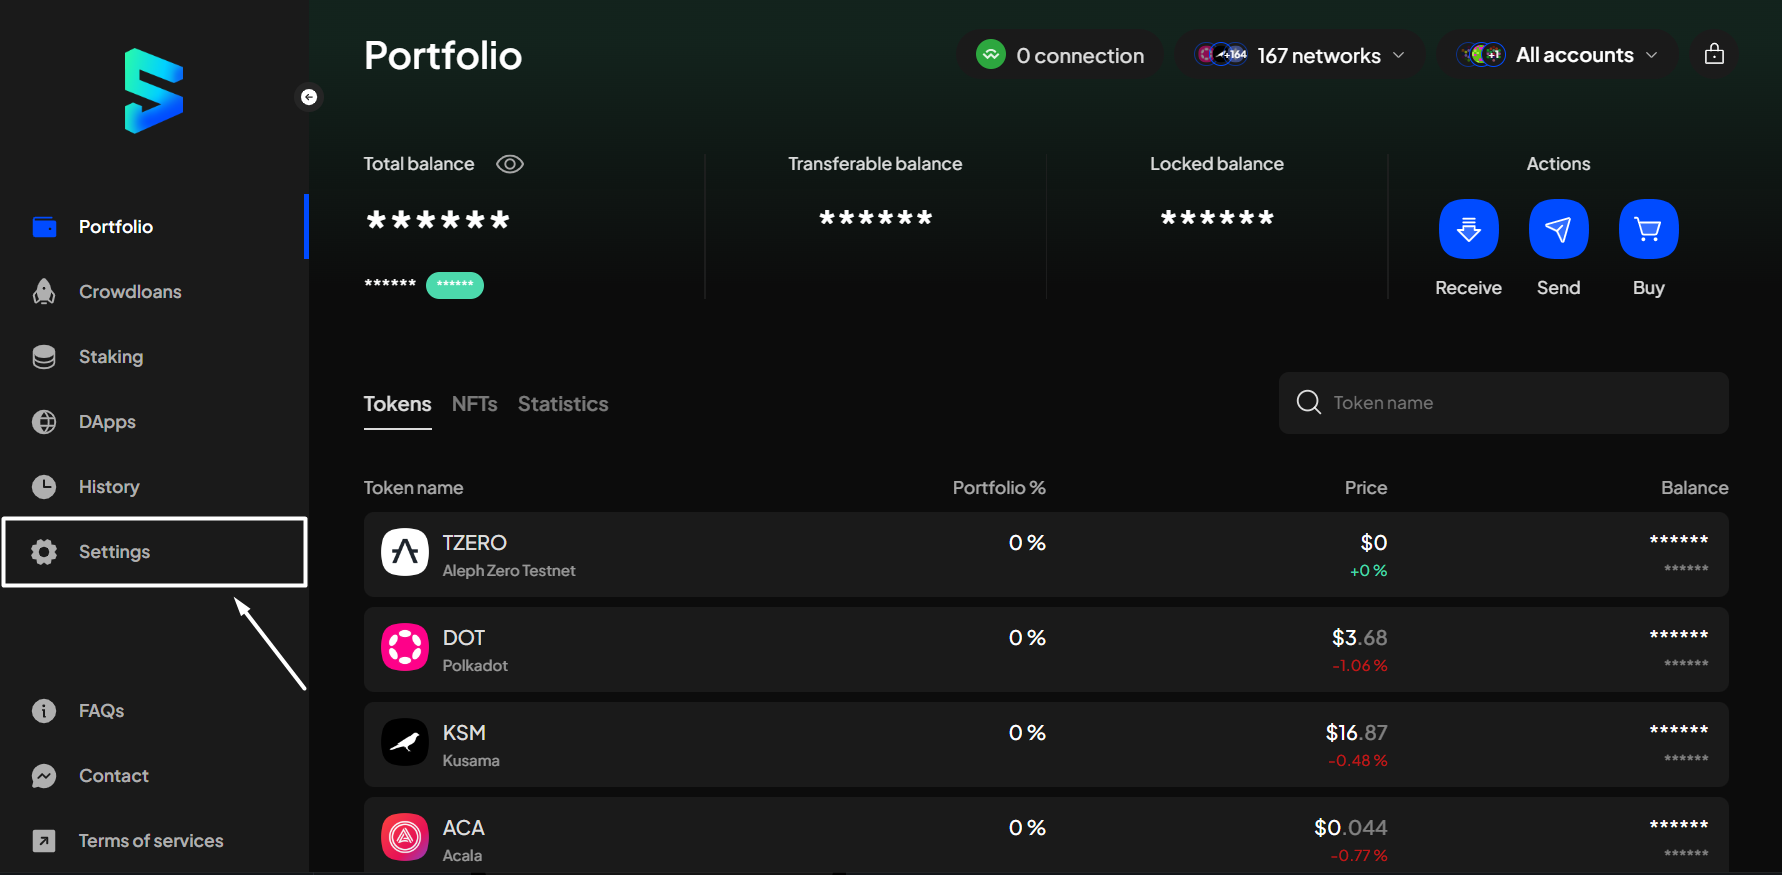 Portfolio
0 connection
+164
167 networks
+1
All accounts
Portfolio
Crowdloans
Staking
DApps
History
Settings
FAQs
Contact
Terms of services
Total balance
******
****** ******
Transferable balance
******
Locked balance
******
Actions
Receive
Send
Buy
Tokens NFTs Statistics
Token name
Token name Portfolio % Price Balance
TZERO 0 % $0 ******
Aleph Zero Testnet +0 % ******
DOT 0 % $3.68 ******
Polkadot -1.06 % ******
KSM 0 % $16.87 ******
Kusama -0.48 % ******
ACA 0 % $0.044 ******
Acala -0.77 % ******